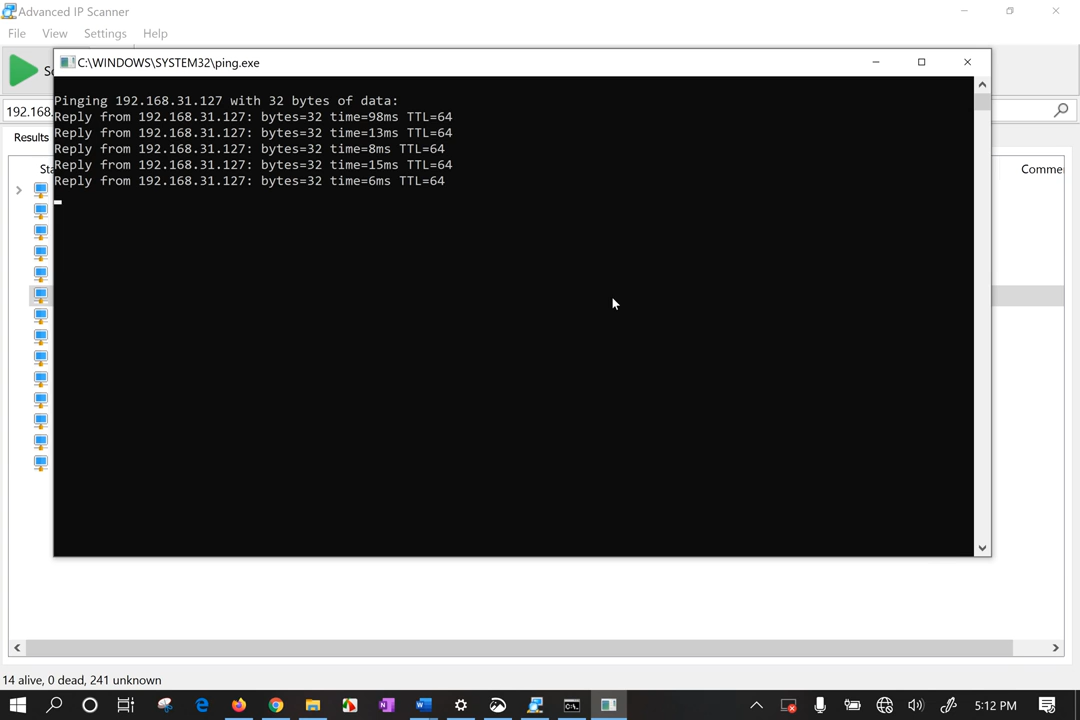 Advanced IP Scanner
File View Settings Help
C:\WINDOWS\SYSTEM32\ping.exe
192.168.
Results
Comme
Pinging 192.168.31.127 with 32 bytes of data:
Reply from 192.168.31.127: bytes=32 time=98ms TTL=64
Reply from 192.168.31.127: bytes=32 time=13ms TTL=64
Reply from 192.168.31.127: bytes=32 time=8ms TTL=64
Reply from 192.168.31.127: bytes=32 time=15ms TTL=64
Reply from 192.168.31.127: bytes=32 time=6ms TTL=64
14 alive, 0 dead, 241 unknown
5:12 PM